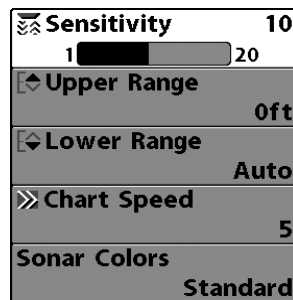 Sensitivity 10
1 20
Upper Range
0ft
Lower Range
Auto
Chart Speed
5
Sonar Colors
Standard